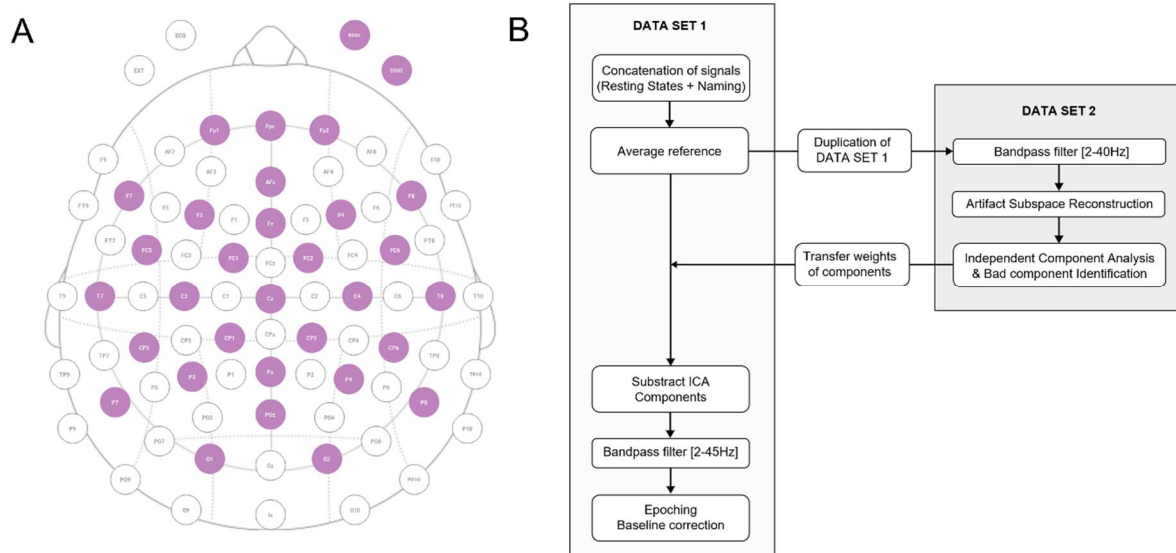 A
ECG
EXT
EOG1
EOG2
Fp1
Fpz
Fp2
AF7
AF8
F9
AF3
AFz
AF4
F10
F7
F5
F3
F1
Fz
F2
F4
F6
F8
FT9
FT10
FT7
FC5
FC3
FC1
FCz
FC2
FC4
FC6
FT8
T9
T7
C5
C3
C1
Cz
C2
C4
C6
T8
T10
TP7
CP5
CP3
CP1
CPz
CP2
CP4
CP6
TP8
TP9
P5
P3
P1
Pz
P2
P4
P6
P9
P7
PO3
POz
PO4
P8
P10
PO7
PO8
O1
Oz
O2
PO9
O9
Iz
O10
B
DATA SET 1
Concatenation of signals
(Resting States + Naming)
Average reference
Duplication of
DATA SET 1
DATA SET 2
Bandpass filter [2-40Hz]
Artifact Subspace Reconstruction
Independent Component Analysis
& Bad component Identification
Transfer weights
of components
Substract ICA
Components
Bandpass filter [2-45Hz]
Epoching
Baseline correction